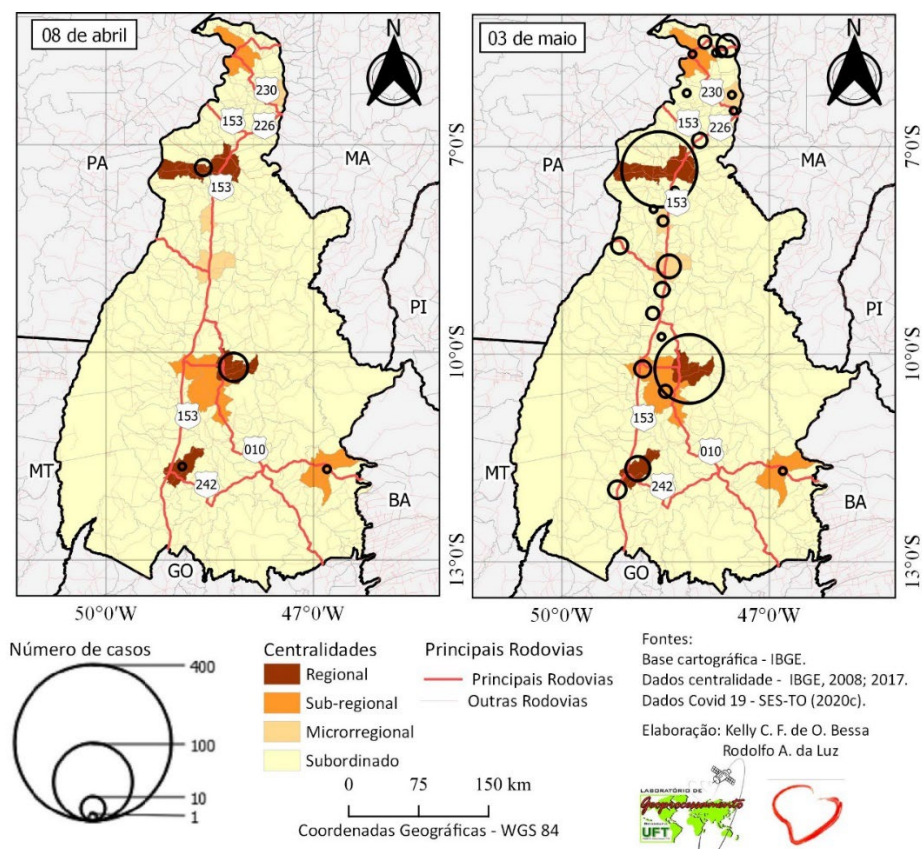 08 de abril
N
230
153
226
PA
MA
153
PI
153
010
MT
242
BA
GO
7°0'S
10°0'S
13°0'S
50°0'W
47°0'W
03 de maio
N
230
153
226
PA
MA
153
PI
153
010
MT
242
BA
GO
7°0'S
10°0'S
13°0'S
50°0'W
47°0'W
Número de casos
400
100
10
1
Centralidades
Regional
Sub-regional
Microrregional
Subordinado
Principais Rodovias
Principais Rodovias
Outras Rodovias
0 75 150 km
Coordenadas Geográficas - WGS 84
Fontes:
Base cartográfica - IBGE.
Dados centralidade - IBGE, 2008; 2017.
Dados Covid 19 - SES-TO (2020c).
Elaboração: Kelly C. F. de O. Bessa
Rodolfo A. da Luz
LABORATÓRIO DE
Geoprocessamento
UFT